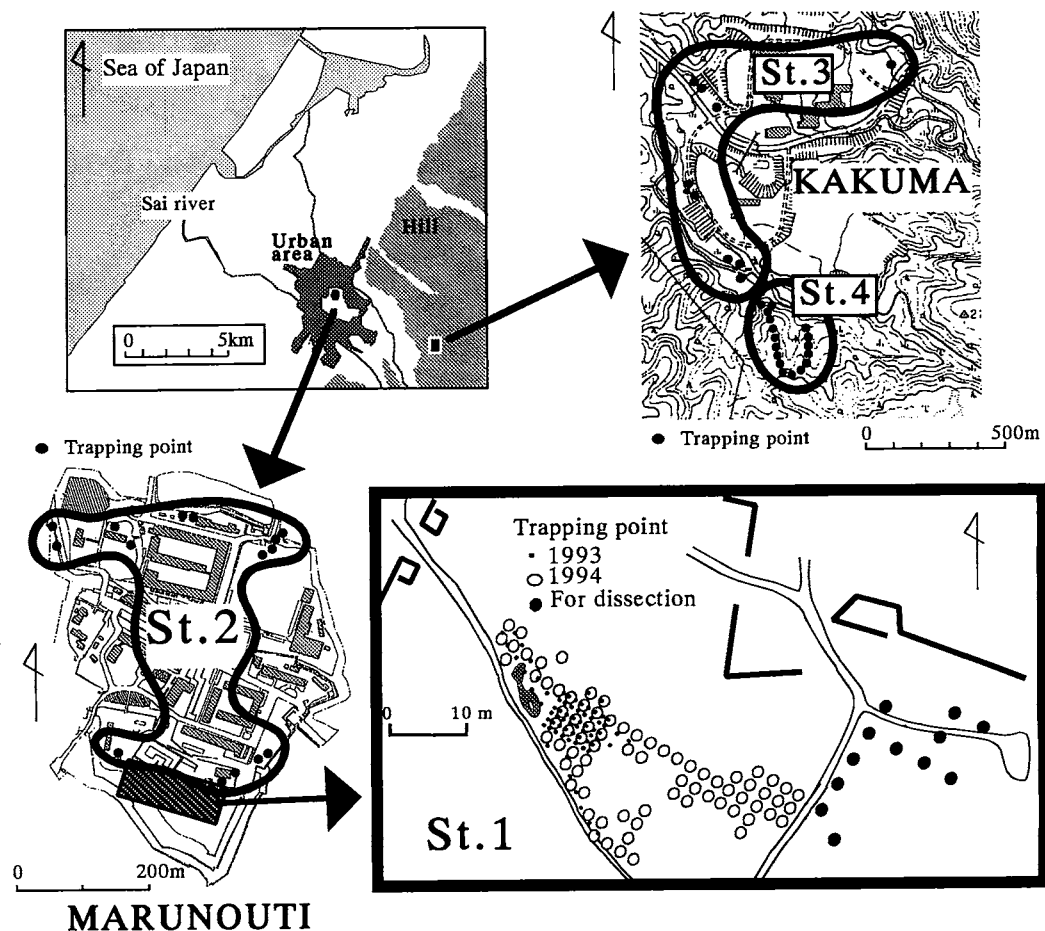 Sea of Japan
Sai river
Urban
area
Hill
0 5km
St.3
KAKUMA
St.4
Trapping point
0 500m
Trapping point
St.2
0 200m
MARUNOUTI
Trapping point
1993
1994
For dissection
0 10 m
St.1